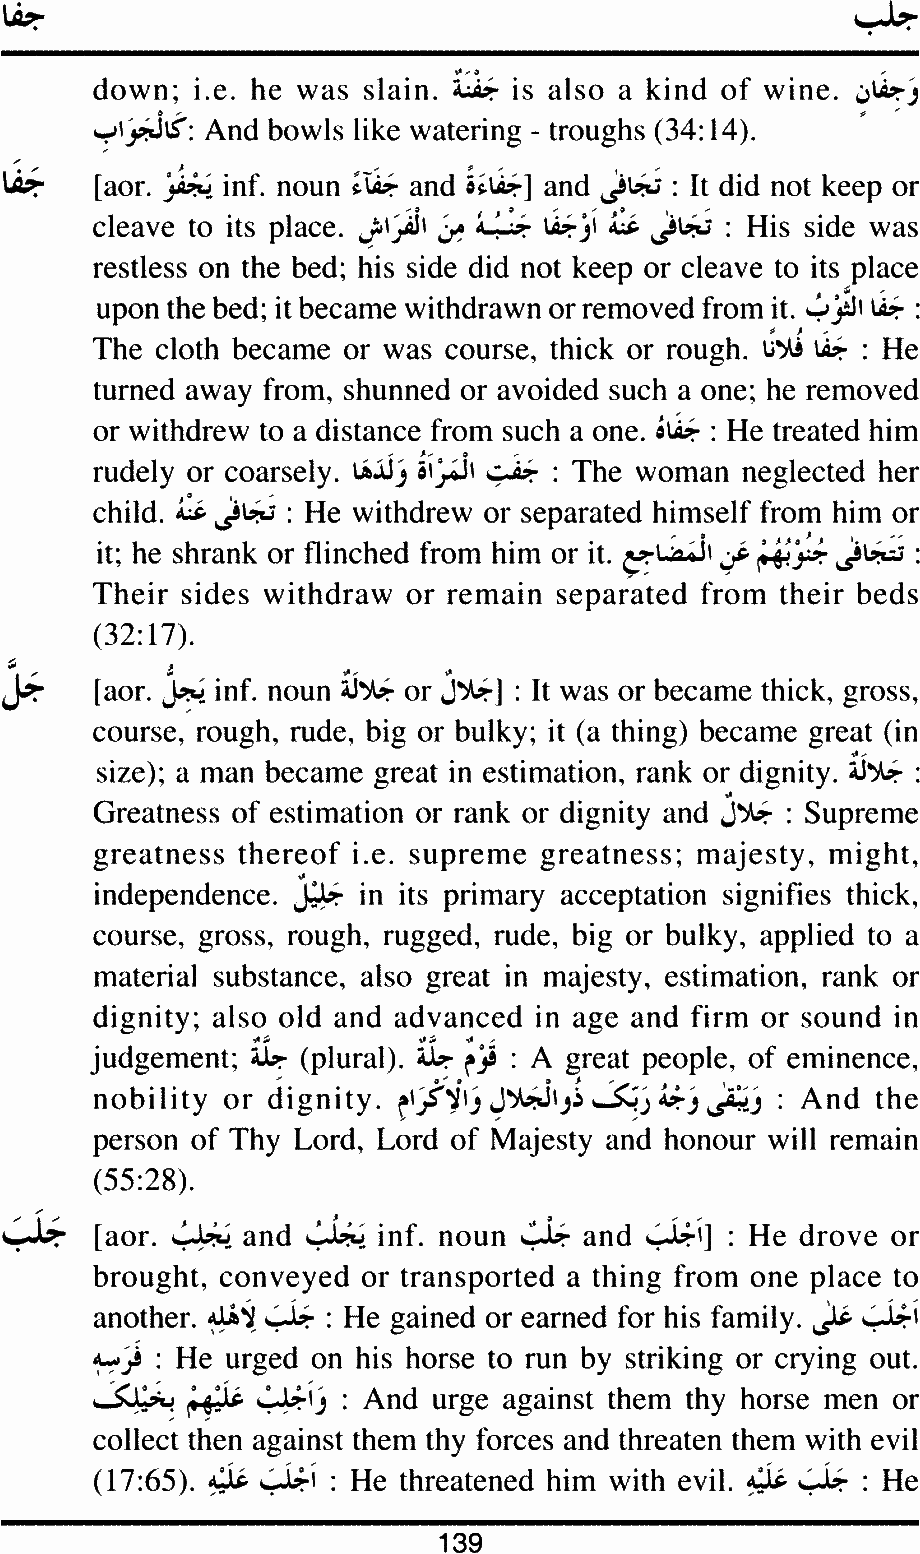 جفا جلب
down; i.e. he was slain. جَفْنَةٌ is also a kind of wine. وَجِفَانٍ
كَالْجَوَابِ: And bowls like watering - troughs (34:14).
جَفَا [aor. يَجْفُوْ inf. noun جَفَآءٌ and جَفَاءَةً] and تَجَافٰی : It did not keep or
cleave to its place. تَجَافٰی عَنْهُ اَوْجَفَا جَنْبُهُ مِنَ الْفَرَاشِ : His side was
restless on the bed; his side did not keep or cleave to its place
upon the bed; it became withdrawn or removed from it. جَفَا الثَّوْبُ :
The cloth became or was course, thick or rough. جَفَا فُلَانًا : He
turned away from, shunned or avoided such a one; he removed
or withdrew to a distance from such a one. جَفَاهُ : He treated him
rudely or coarsely. جَفَتِ الْمَرْاَةُ وَلَدَهَا : The woman neglected her
child. تَجَافٰی عَنْهُ : He withdrew or separated himself from him or
it; he shrank or flinched from him or it. تَتَجَافٰی جُنُوْبُهُمْ عَنِ الْمَضَاجِعِ :
Their sides withdraw or remain separated from their beds
(32:17).
جَلَّ [aor. يَجِلُّ inf. noun جَلَالَةٌ or جَلَالٌ] : It was or became thick, gross,
course, rough, rude, big or bulky; it (a thing) became great (in
size); a man became great in estimation, rank or dignity. جَلَالَةٌ :
Greatness of estimation or rank or dignity and جَلَالٌ : Supreme
greatness thereof i.e. supreme greatness; majesty, might,
independence. جَلِيْلٌ in its primary acceptation signifies thick,
course, gross, rough, rugged, rude, big or bulky, applied to a
material substance, also great in majesty, estimation, rank or
dignity; also old and advanced in age and firm or sound in
judgement; جِلَّةٌ (plural). قَوْمٌ جِلَّةٌ : A great people, of eminence,
nobility or dignity. وَيَبْقٰی وَجْهُ رَبِّکَ ذُوالْجَلَالِ وَالْاِکْرَامِ : And the
person of Thy Lord, Lord of Majesty and honour will remain
(55:28).
جَلَبَ [aor. يَجْلِبُ and يَجْلُبُ inf. noun جَلْبٌ and اَجْلَبَ] : He drove or
brought, conveyed or transported a thing from one place to
another. جَلَبَ لِاَهْلِهِ : He gained or earned for his family. اَجْلَبَ عَلٰی
فَرَسِهِ : He urged on his horse to run by striking or crying out.
وَاَجْلِبْ عَلَيْهِمْ بِخَيْلِکَ : And urge against them thy horse men or
collect then against them thy forces and threaten them with evil
(17:65). اَجْلَبَ عَلَيْهِ : He threatened him with evil. جَلَبَ عَلَيْهِ : He
139